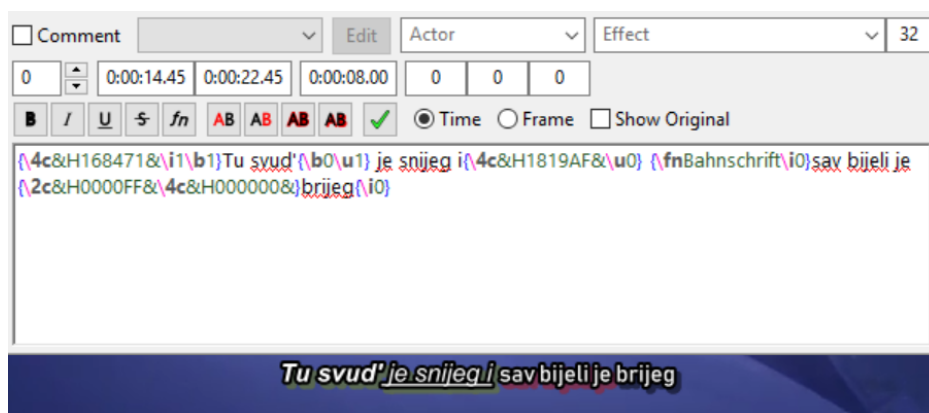 Comment Edit Actor Effect 32
0 0:00:14.45 0:00:22.45 0:00:08.00 0 0 0
B I U S fn AB AB AB AB Time Frame Show Original
{\4c&H168471&\i1\b1}Tu svud'{\b0\u1} je snijeg i{\4c&H1819AF&\u0} {\fnBahnschrift\i0}sav bijeli je
{\2c&H0000FF&\4c&H000000&}brijeg{\i0}
Tu svud' je snijeg i sav bijeli je brijeg